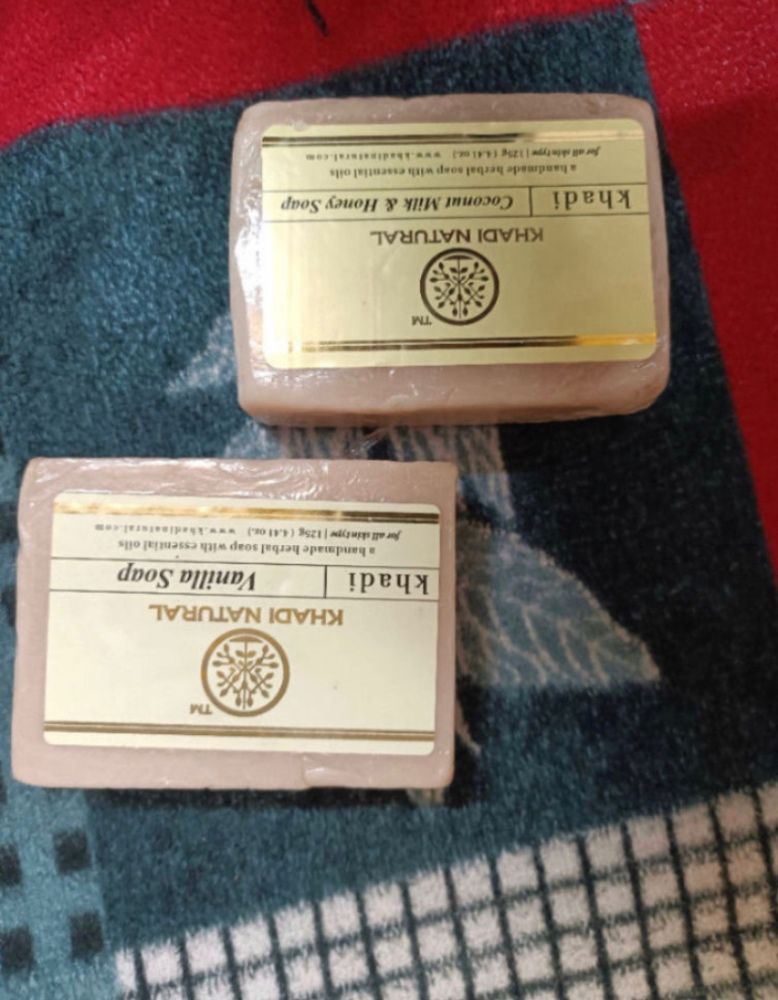 TM
KHADI NATURAL
khadi | Coconut Milk & Honey Soap
a handmade herbal soap with essential oils
for all skin type | 125g ( 4.41 oz.) www.khadinatural.com
TM
KHADI NATURAL
khadi | Vanilla Soap
a handmade herbal soap with essential oils
for all skin type | 125g ( 4.41 oz.) www.khadinatural.com